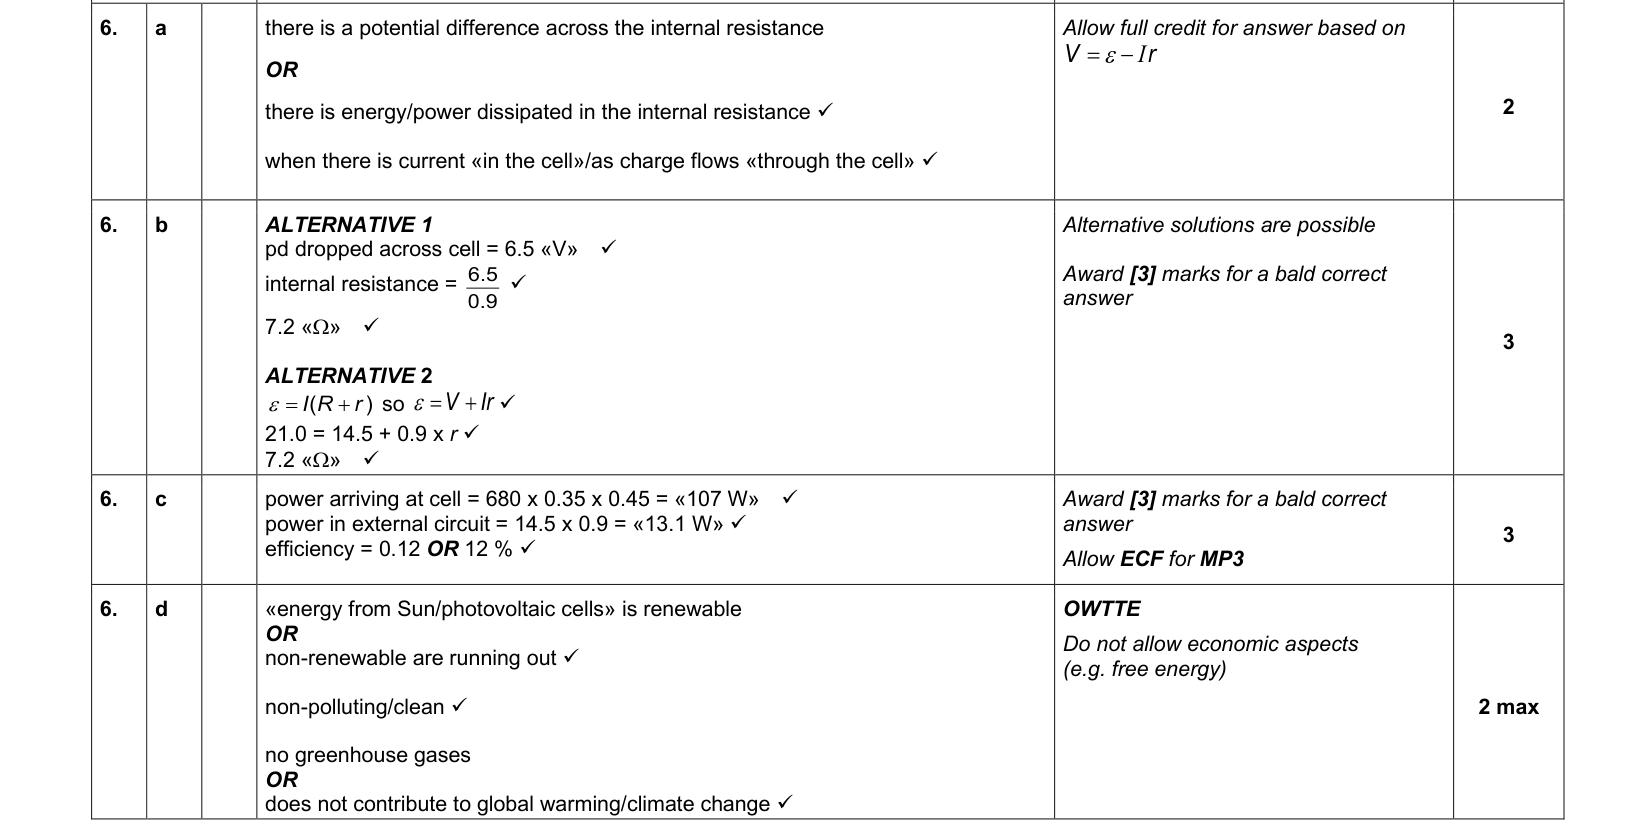 6. a there is a potential difference across the internal resistance Allow full credit for answer based on
V = ε − Ir
OR
there is energy/power dissipated in the internal resistance ✓ 2
when there is current «in the cell»/as charge flows «through the cell» ✓
6. b ALTERNATIVE 1 Alternative solutions are possible
pd dropped across cell = 6.5 «V» ✓
internal resistance = 6.5/0.9 ✓ Award [3] marks for a bald correct
answer
7.2 «Ω» ✓ 3
ALTERNATIVE 2
ε = I(R + r) so ε = V + Ir ✓
21.0 = 14.5 + 0.9 x r ✓
7.2 «Ω» ✓
6. c power arriving at cell = 680 x 0.35 x 0.45 = «107 W» ✓ Award [3] marks for a bald correct
power in external circuit = 14.5 x 0.9 = «13.1 W» ✓ answer 3
efficiency = 0.12 OR 12 % ✓ Allow ECF for MP3
6. d «energy from Sun/photovoltaic cells» is renewable OWTTE
OR Do not allow economic aspects
non-renewable are running out ✓ (e.g. free energy)
non-polluting/clean ✓ 2 max
no greenhouse gases
OR
does not contribute to global warming/climate change ✓